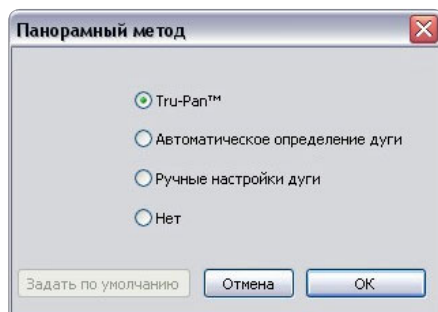 Панорамный метод
Tru-Pan™
Автоматическое определение дуги
Ручные настройки дуги
Нет
Задать по умолчанию Отмена OK